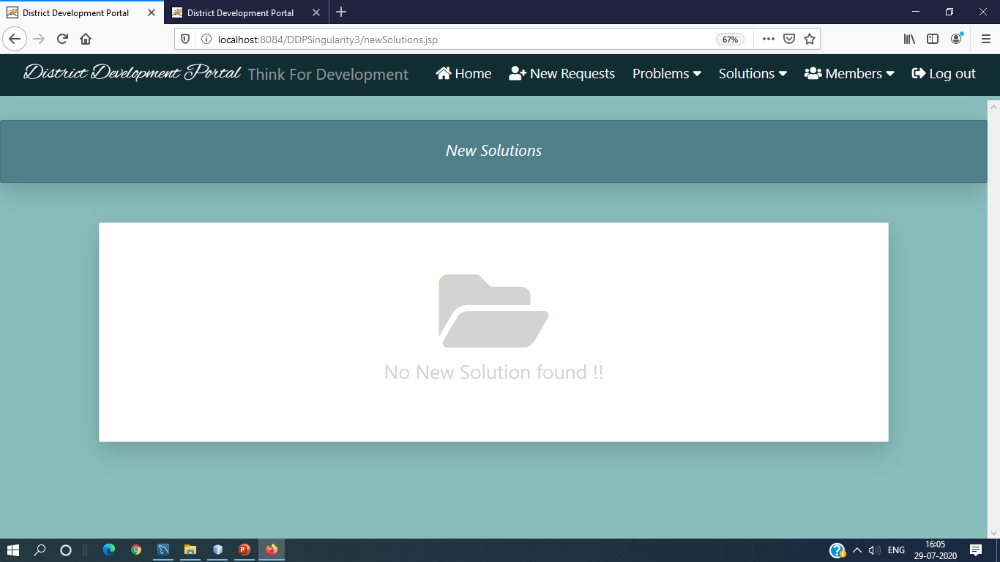 District Development Portal
District Development Portal
localhost:8084/DDPSingularity3/newSolutions.jsp
67%
District Development Portal Think For Development Home New Requests Problems Solutions Members Log out
New Solutions
No New Solution found !!
ENG
16:05
29-07-2020